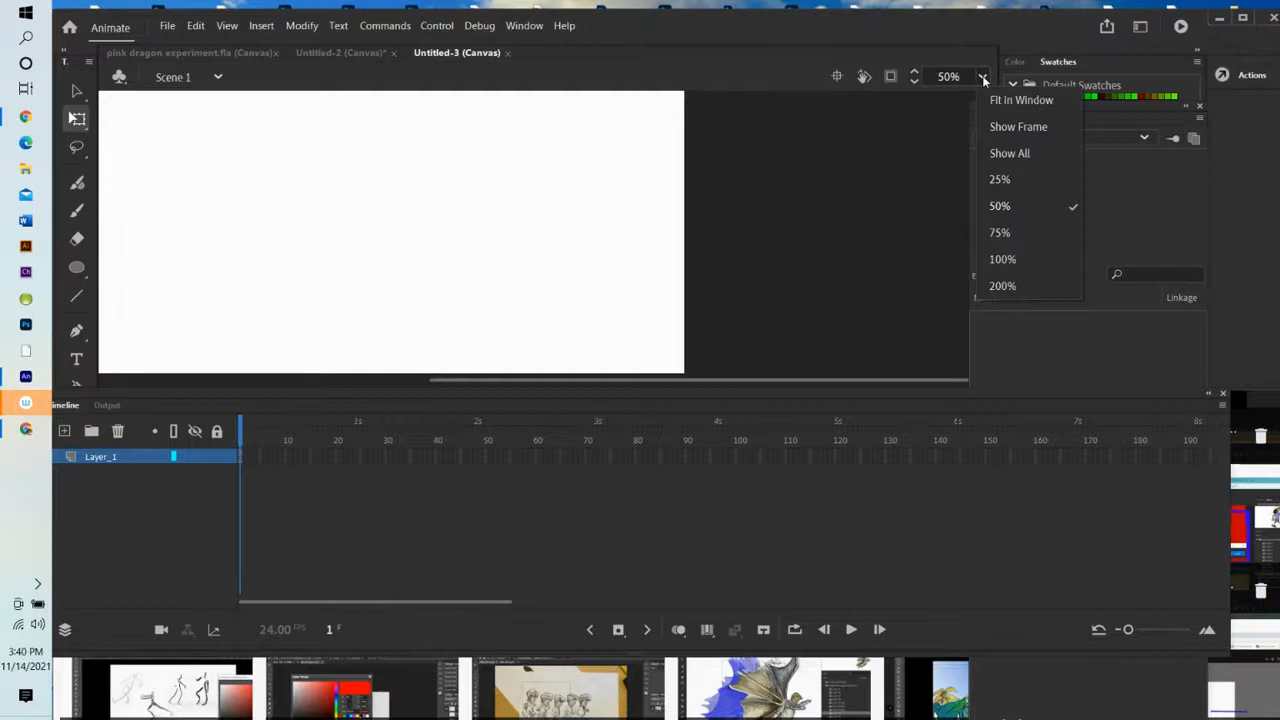 Animate File Edit View Insert Modify Text Commands Control Debug Window Help
pink dragon experiment.fla (Canvas) Untitled-2 (Canvas)* Untitled-3 (Canvas) Color Swatches
Scene 1 50% Default Swatches Actions
Fit in Window
Show Frame
Show All
25%
50%
75%
100%
200%
Linkage
Output
1s 2s 3s 4s 5s 6s 7s 8s
10 20 30 40 50 60 70 80 90 100 110 120 130 140 150 160 170 180 190
Layer_1
24.00 FPS 1 F
3:40 PM
11/14/2021